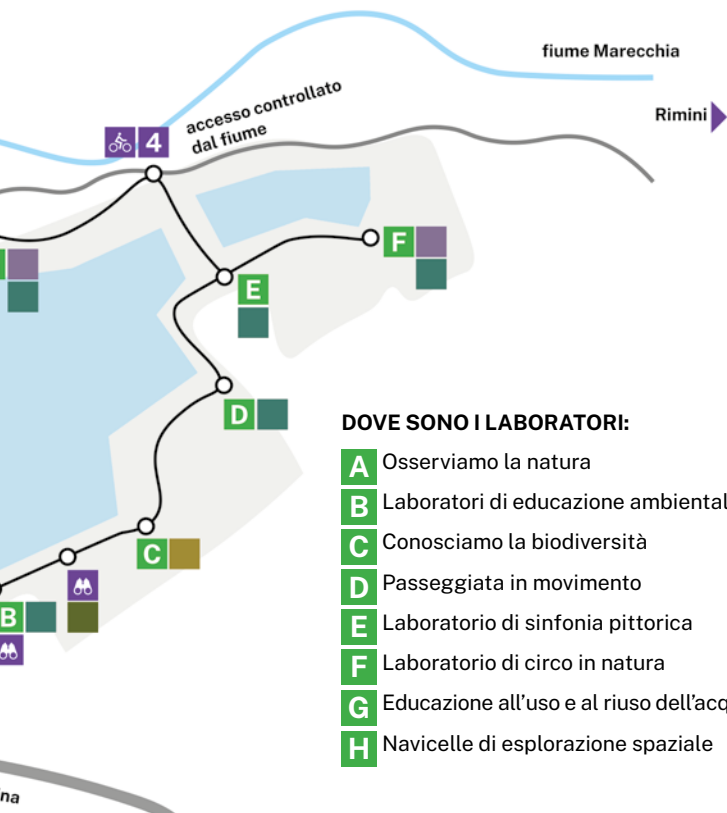 fiume Marecchia
Rimini
accesso controllato
dal fiume
4
F
E
D
C
B
DOVE SONO I LABORATORI:
A Osserviamo la natura
B Laboratori di educazione ambiental
C Conosciamo la biodiversità
D Passeggiata in movimento
E Laboratorio di sinfonia pittorica
F Laboratorio di circo in natura
G Educazione all’uso e al riuso dell’acq
H Navicelle di esplorazione spaziale
na